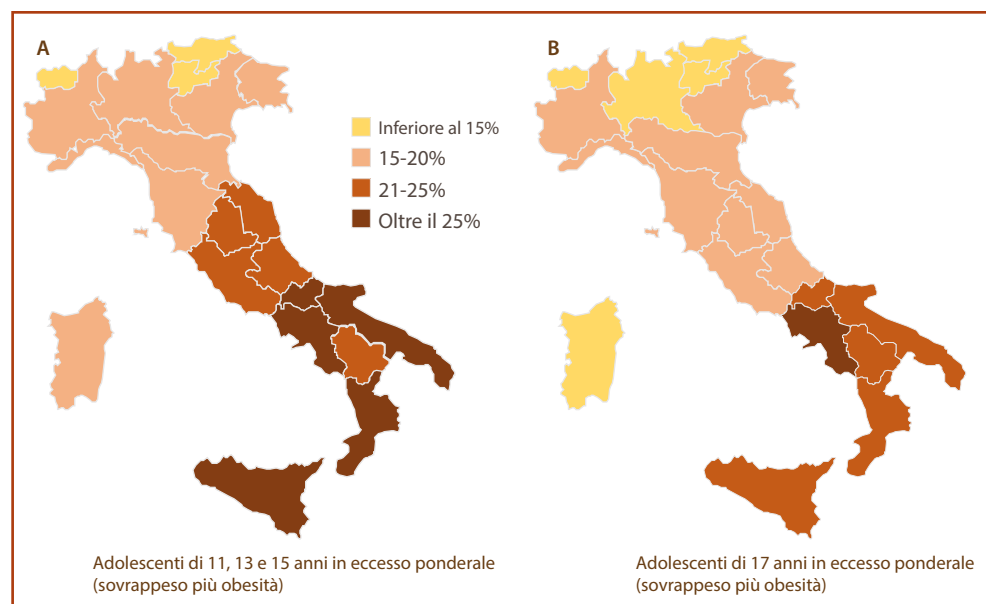 A
B
Inferiore al 15%
15-20%
21-25%
Oltre il 25%
Adolescenti di 11, 13 e 15 anni in eccesso ponderale
(sovrappeso più obesità)
Adolescenti di 17 anni in eccesso ponderale
(sovrappeso più obesità)